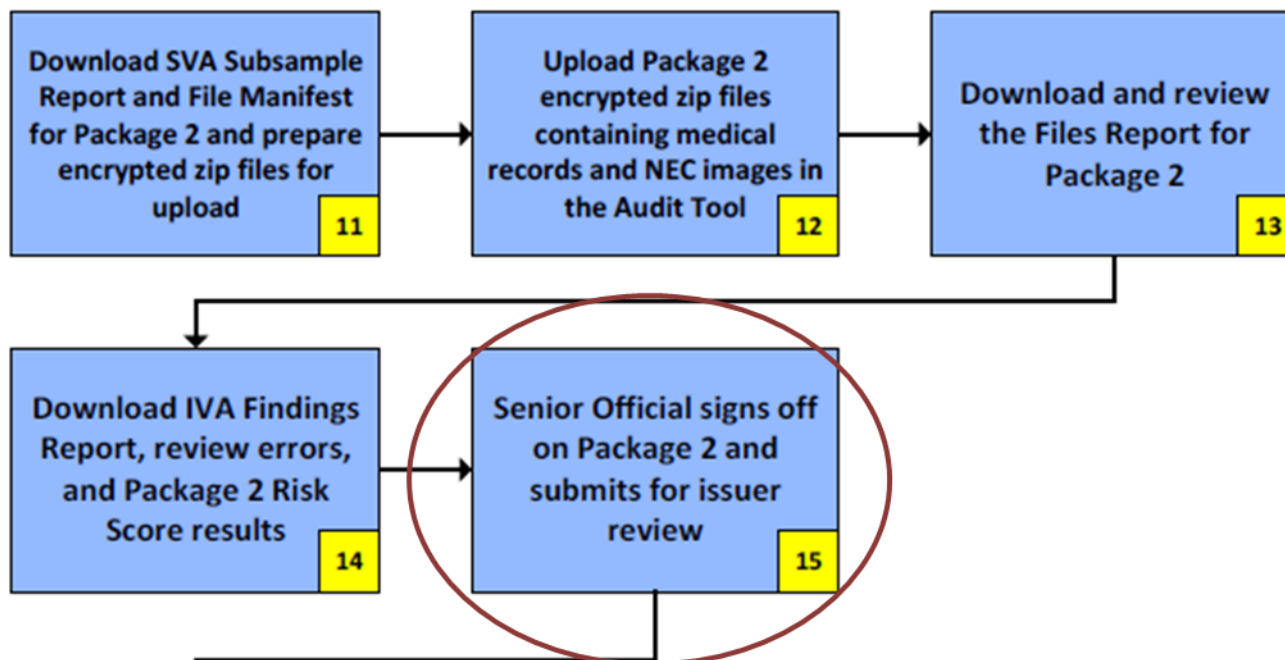 Download SVA Subsample
Report and File Manifest
for Package 2 and prepare
encrypted zip files for
upload
11
Upload Package 2
encrypted zip files
containing medical
records and NEC images in
the Audit Tool
12
Download and review
the Files Report for
Package 2
13
Download IVA Findings
Report, review errors,
and Package 2 Risk
Score results
14
Senior Official signs off
on Package 2 and
submits for issuer
review
15